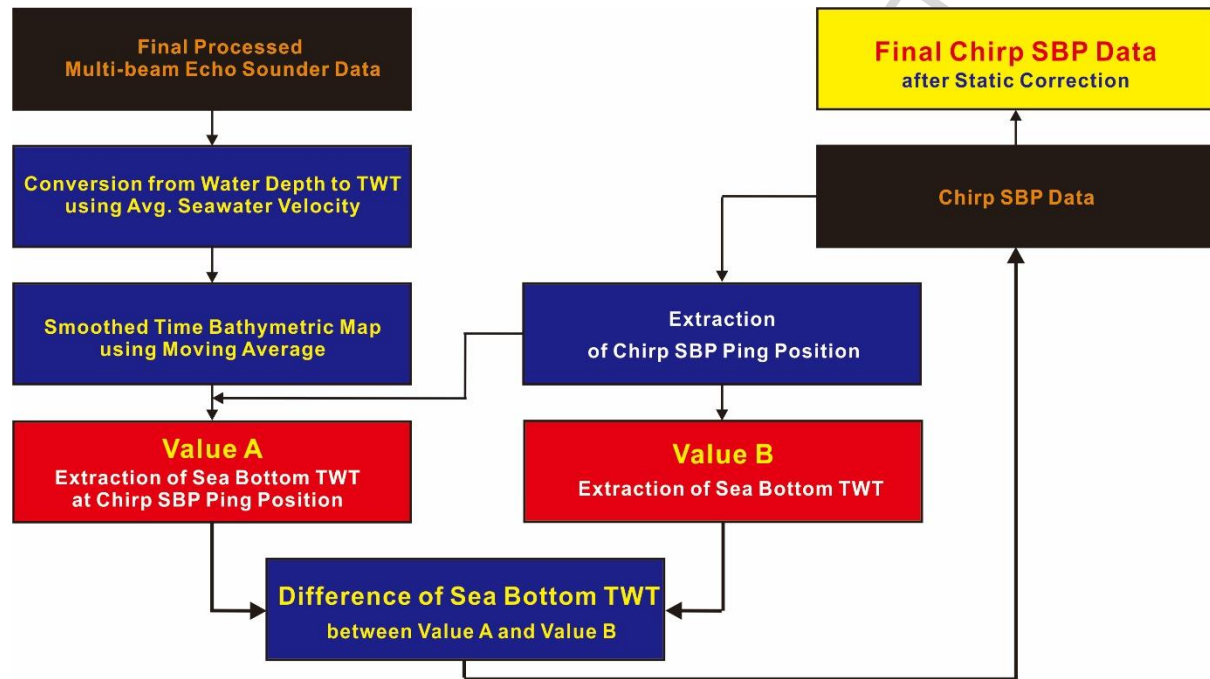 Final Processed
Multi-beam Echo Sounder Data
Final Chirp SBP Data
after Static Correction
Conversion from Water Depth to TWT
using Avg. Seawater Velocity
Chirp SBP Data
Smoothed Time Bathymetric Map
using Moving Average
Extraction
of Chirp SBP Ping Position
Value A
Extraction of Sea Bottom TWT
at Chirp SBP Ping Position
Value B
Extraction of Sea Bottom TWT
Difference of Sea Bottom TWT
between Value A and Value B